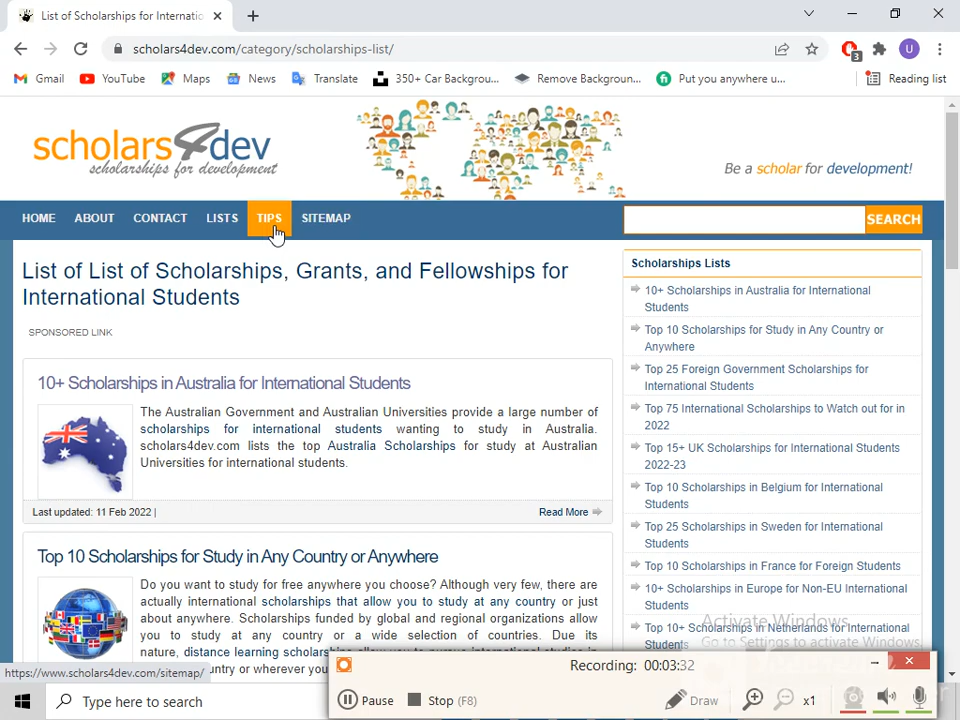 List of Scholarships for Internatio
scholars4dev.com/category/scholarships-list/
Gmail YouTube Maps News Translate 350+ Car Backgrou... Remove Backgroun... Put you anywhere u... Reading list
3
U
scholars4dev
scholarships for development
Be a scholar for development!
HOME ABOUT CONTACT LISTS TIPS SITEMAP SEARCH
List of List of Scholarships, Grants, and Fellowships for
International Students
SPONSORED LINK
10+ Scholarships in Australia for International Students
The Australian Government and Australian Universities provide a large number of
scholarships for international students wanting to study in Australia.
scholars4dev.com lists the top Australia Scholarships for study at Australian
Universities for international students.
Last updated: 11 Feb 2022 |
Read More
Top 10 Scholarships for Study in Any Country or Anywhere
Do you want to study for free anywhere you choose? Although very few, there are
actually international scholarships that allow you to study at any country or just
about anywhere. Scholarships funded by global and regional organizations allow
you to study at any country or a wide selection of countries. Due its
nature, distance learning scholarships
country or wherever you
Scholarships Lists
10+ Scholarships in Australia for International
Students
Top 10 Scholarships for Study in Any Country or
Anywhere
Top 25 Foreign Government Scholarships for
International Students
Top 75 International Scholarships to Watch out for in
2022
Top 15+ UK Scholarships for International Students
2022-23
Top 10 Scholarships in Belgium for International
Students
Top 25 Scholarships in Sweden for International
Students
Top 10 Scholarships in France for Foreign Students
10+ Scholarships in Europe for Non-EU International
Students
Top 10+ Scholarships in Netherlands for International
Students
Activate Windows
Go to Settings to activate Windows
https://www.scholars4dev.com/sitemap/
Recording: 00:03:32
Pause Stop (F8) Draw x1
Type here to search